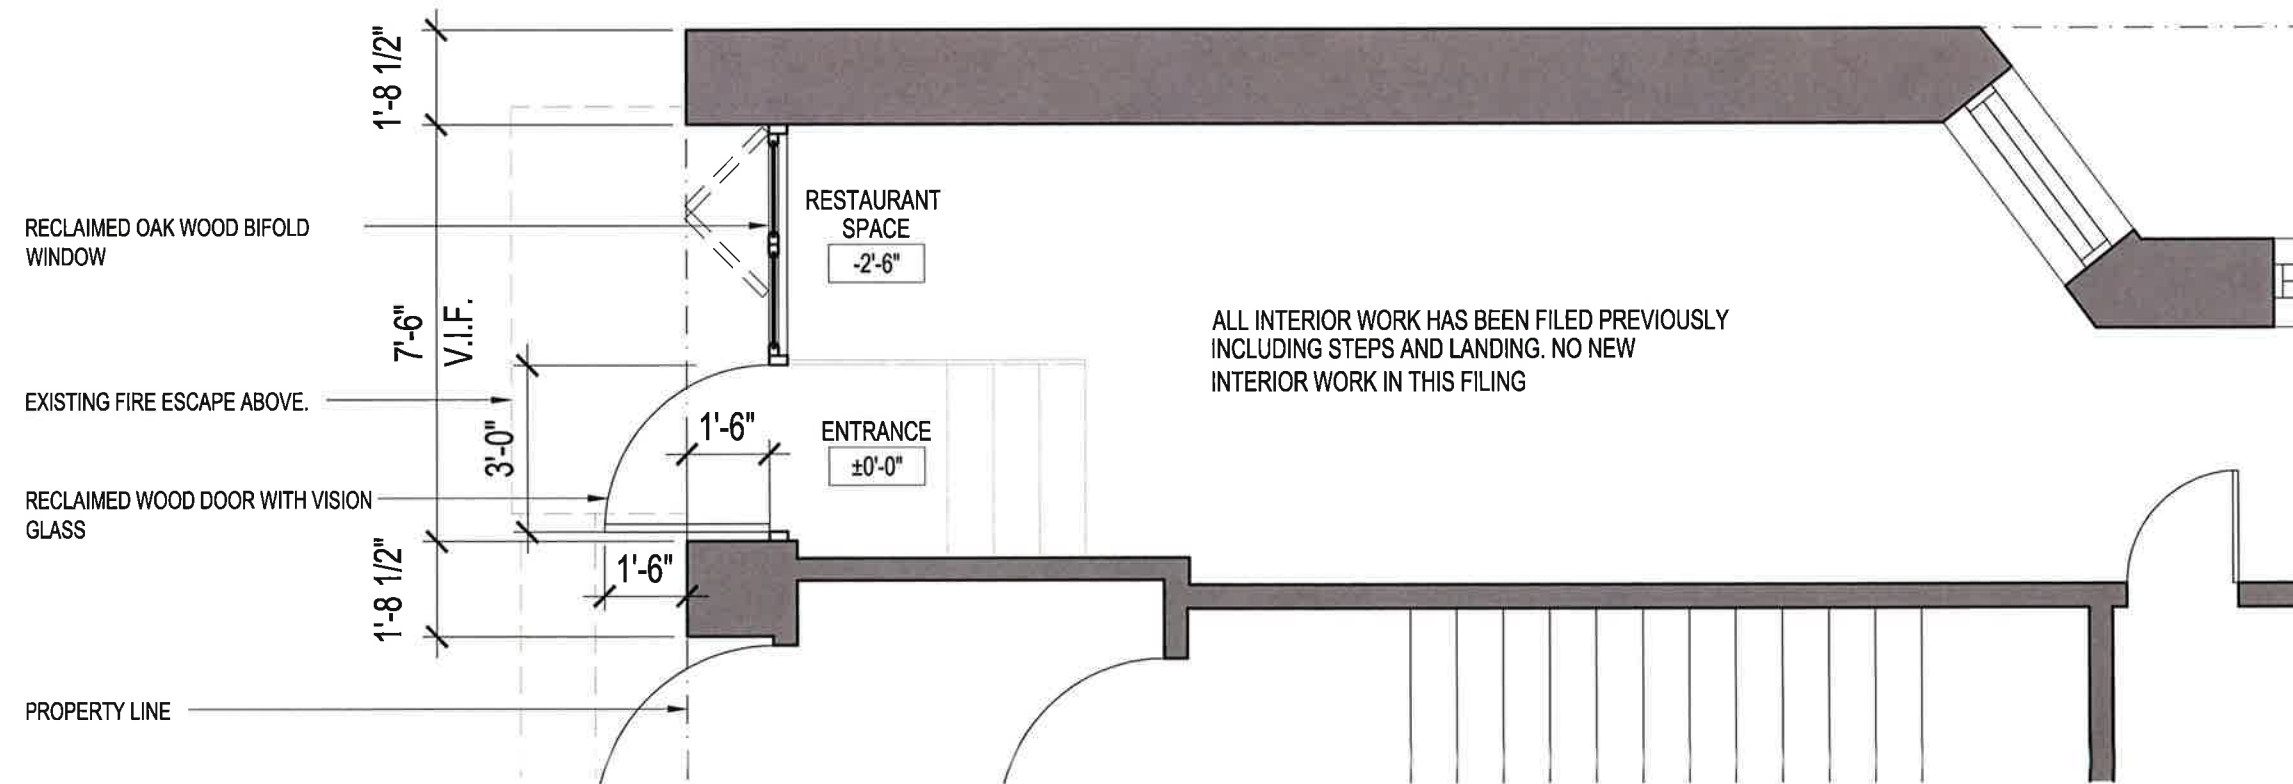 1'-8 1/2"
RECLAIMED OAK WOOD BIFOLD
WINDOW
RESTAURANT
SPACE
-2'-6"
7'-6"
V.I.F.
ALL INTERIOR WORK HAS BEEN FILED PREVIOUSLY
INCLUDING STEPS AND LANDING. NO NEW
INTERIOR WORK IN THIS FILING
EXISTING FIRE ESCAPE ABOVE.
3'-0"
1'-6"
ENTRANCE
±0'-0"
RECLAIMED WOOD DOOR WITH VISION
GLASS
1'-8 1/2"
1'-6"
PROPERTY LINE